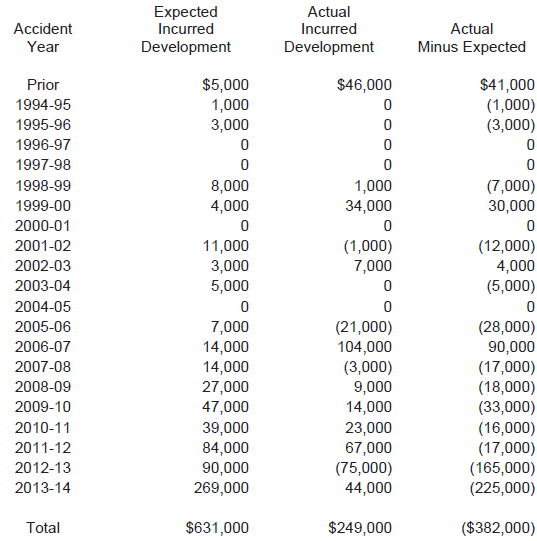 Expected Actual
Accident Incurred Incurred Actual
Year Development Development Minus Expected
Prior $5,000 $46,000 $41,000
1994-95 1,000 0 (1,000)
1995-96 3,000 0 (3,000)
1996-97 0 0 0
1997-98 0 0 0
1998-99 8,000 1,000 (7,000)
1999-00 4,000 34,000 30,000
2000-01 0 0 0
2001-02 11,000 (1,000) (12,000)
2002-03 3,000 7,000 4,000
2003-04 5,000 0 (5,000)
2004-05 0 0 0
2005-06 7,000 (21,000) (28,000)
2006-07 14,000 104,000 90,000
2007-08 14,000 (3,000) (17,000)
2008-09 27,000 9,000 (18,000)
2009-10 47,000 14,000 (33,000)
2010-11 39,000 23,000 (16,000)
2011-12 84,000 67,000 (17,000)
2012-13 90,000 (75,000) (165,000)
2013-14 269,000 44,000 (225,000)
Total $631,000 $249,000 ($382,000)